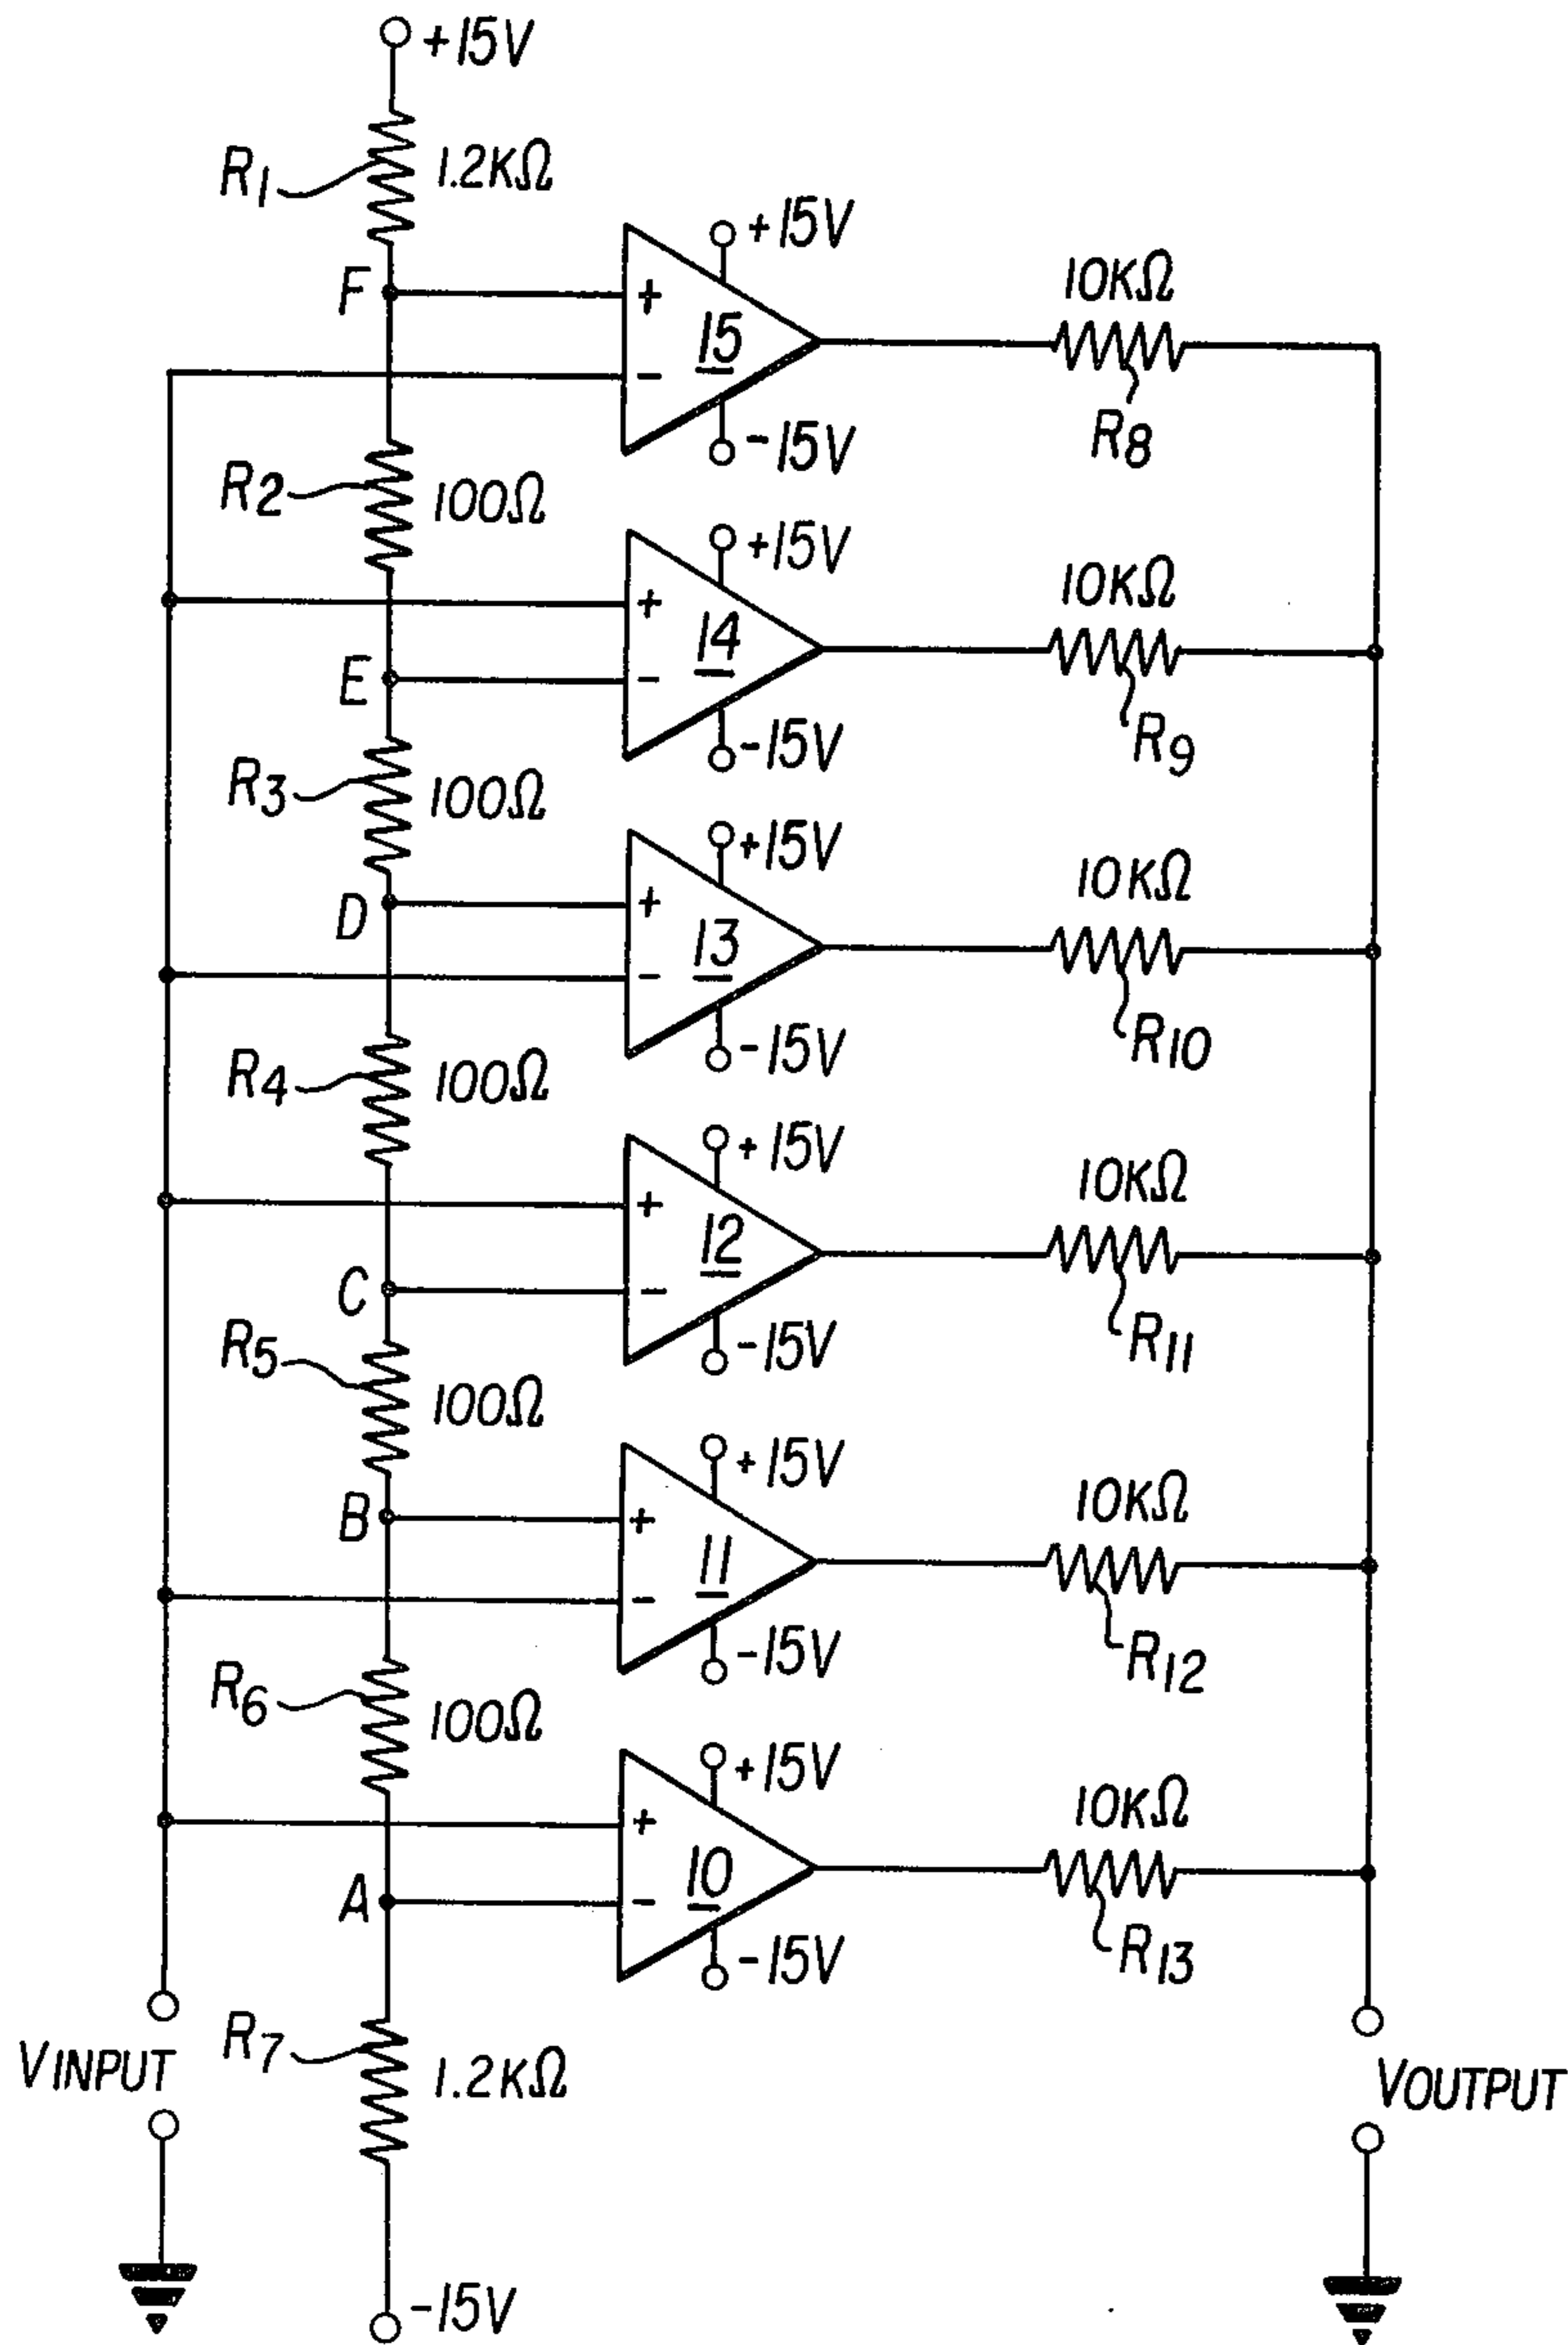 +15V
R1
1.2KΩ
F
+
15
-
+15V
-15V
10KΩ
R8
R2
100Ω
+
14
-
+15V
-15V
10KΩ
R9
E
R3
100Ω
D
+
13
-
+15V
-15V
10KΩ
R10
R4
100Ω
+
12
-
+15V
-15V
10KΩ
R11
C
R5
100Ω
B
+
11
-
+15V
-15V
10KΩ
R12
R6
100Ω
+
10
-
+15V
-15V
10KΩ
R13
A
R7
1.2KΩ
VINPUT
VOUTPUT
-15V